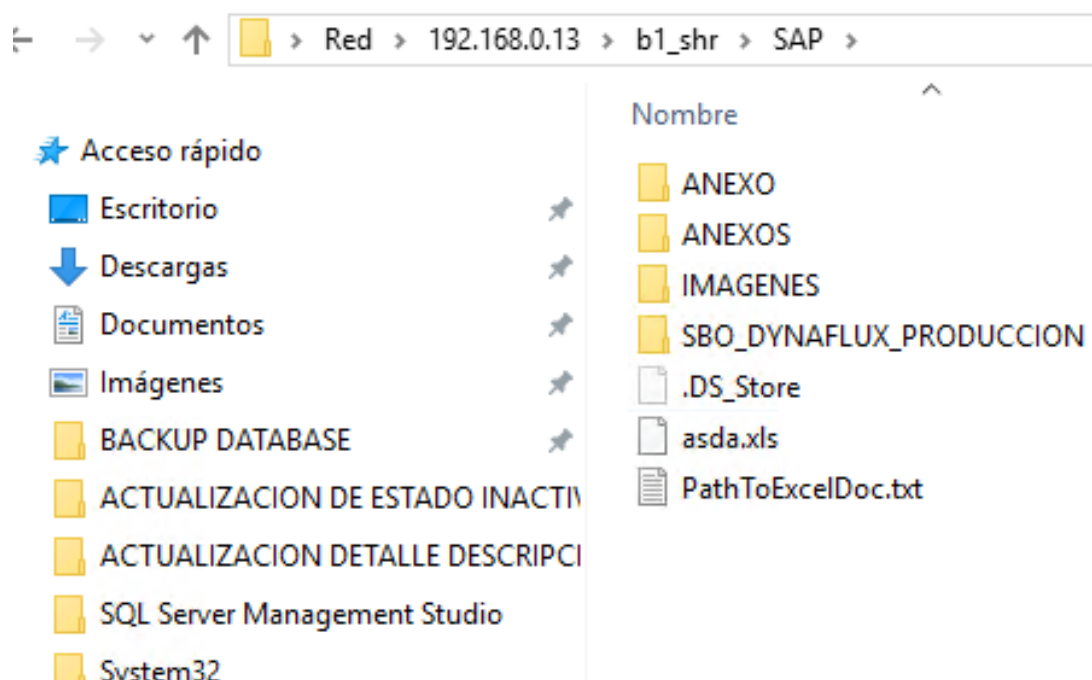 Red > 192.168.0.13 > b1_shr > SAP >
Nombre
Acceso rápido
Escritorio
Descargas
Documentos
Imágenes
BACKUP DATABASE
ACTUALIZACION DE ESTADO INACTIV
ACTUALIZACION DETALLE DESCRIPCI
SQL Server Management Studio
System32
ANEXO
ANEXOS
IMAGENES
SBO_DYNAFLUX_PRODUCCION
.DS_Store
asda.xls
PathToExcelDoc.txt